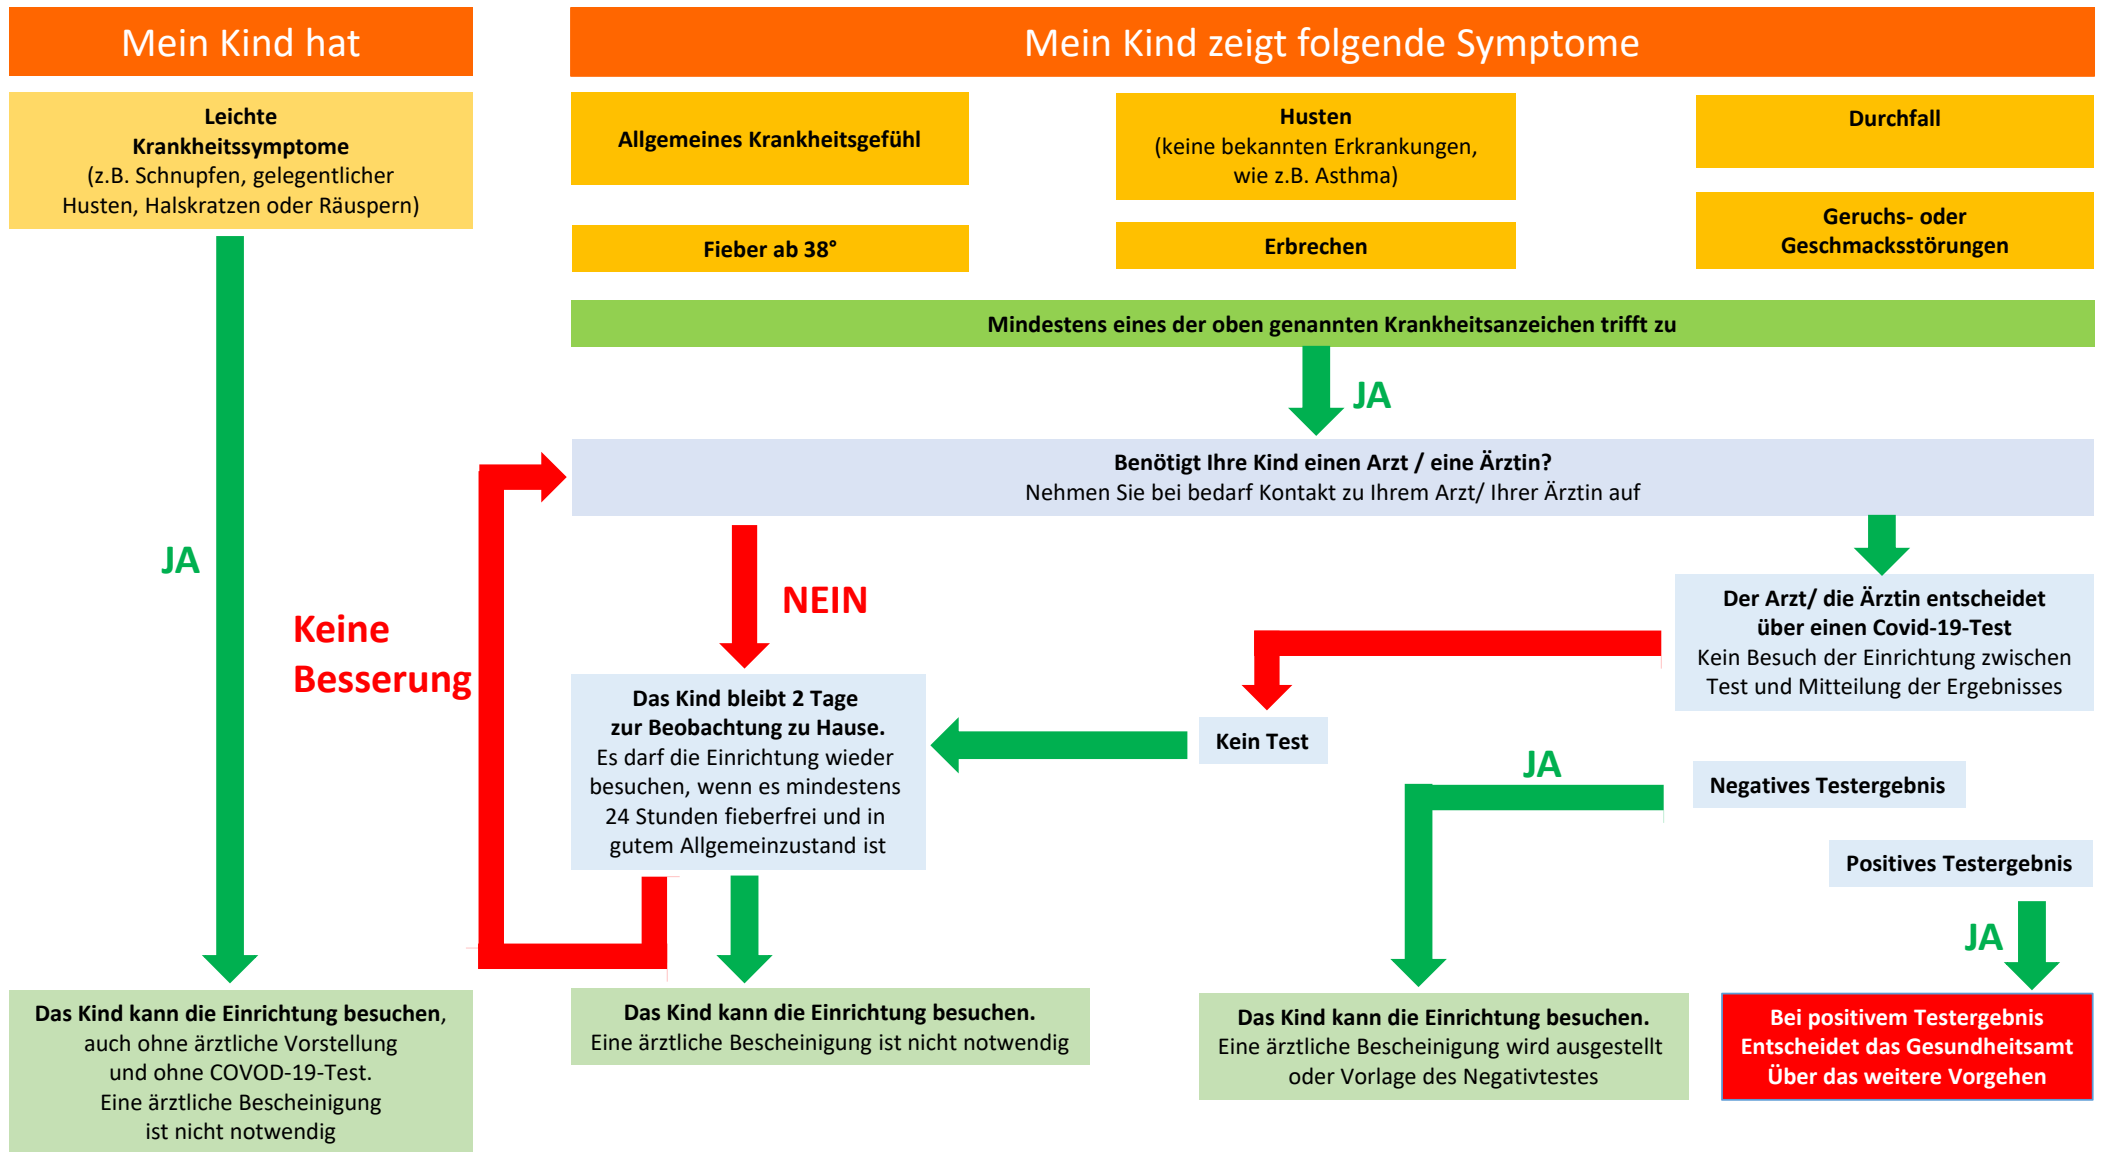 Mein Kind hat
Mein Kind zeigt folgende Symptome
Leichte
Krankheitssymptome
(z.B. Schnupfen, gelegentlicher
Husten, Halskratzen oder Räuspern)
Allgemeines Krankheitsgefühl
Husten
(keine bekannten Erkrankungen,
wie z.B. Asthma)
Durchfall
Fieber ab 38°
Erbrechen
Geruchs- oder
Geschmacksstörungen
Mindestens eines der oben genannten Krankheitsanzeichen trifft zu
JA
Benötigt Ihre Kind einen Arzt / eine Ärztin?
Nehmen Sie bei bedarf Kontakt zu Ihrem Arzt/ Ihrer Ärztin auf
JA
NEIN
Keine
Besserung
Der Arzt/ die Ärztin entscheidet
über einen Covid-19-Test
Kein Besuch der Einrichtung zwischen
Test und Mitteilung der Ergebnisses
Das Kind bleibt 2 Tage
zur Beobachtung zu Hause.
Es darf die Einrichtung wieder
besuchen, wenn es mindestens
24 Stunden fieberfrei und in
gutem Allgemeinzustand ist
Kein Test
JA
Negatives Testergebnis
Positives Testergebnis
JA
Das Kind kann die Einrichtung besuchen,
auch ohne ärztliche Vorstellung
und ohne COVOD-19-Test.
Eine ärztliche Bescheinigung
ist nicht notwendig
Das Kind kann die Einrichtung besuchen.
Eine ärztliche Bescheinigung ist nicht notwendig
Das Kind kann die Einrichtung besuchen.
Eine ärztliche Bescheinigung wird ausgestellt
oder Vorlage des Negativtestes
Bei positivem Testergebnis
Entscheidet das Gesundheitsamt
Über das weitere Vorgehen